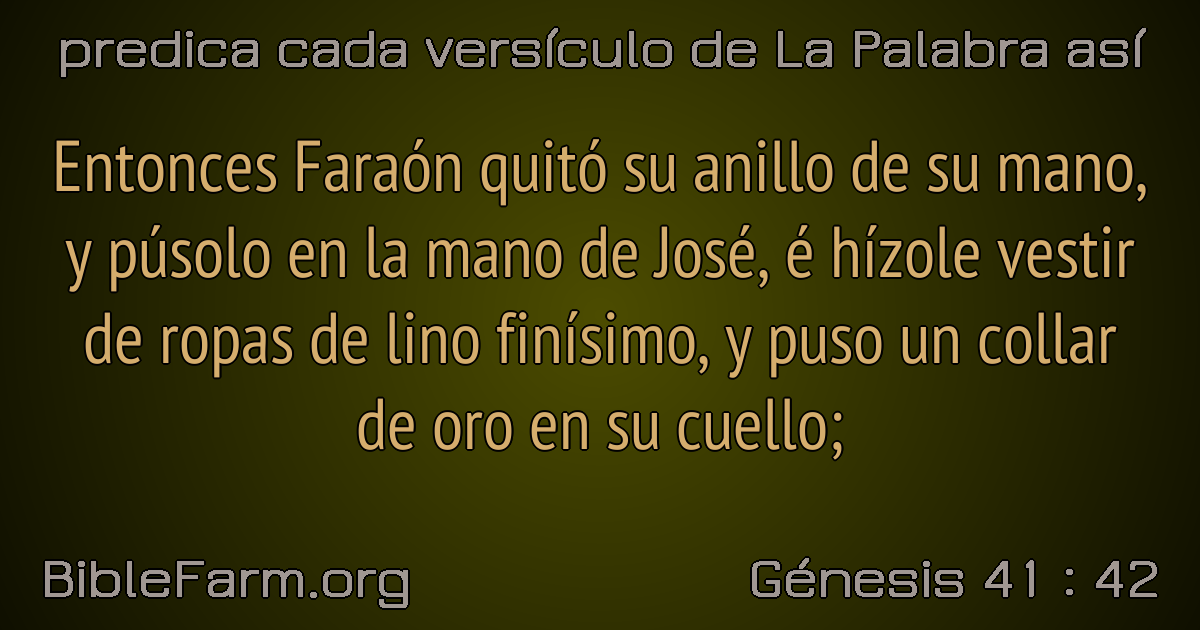 predica cada versículo de La Palabra así
Entonces Faraón quitó su anillo de su mano,
y púsolo en la mano de José, é hízole vestir
de ropas de lino finísimo, y puso un collar
de oro en su cuello;
BibleFarm.org
Génesis 41 : 42